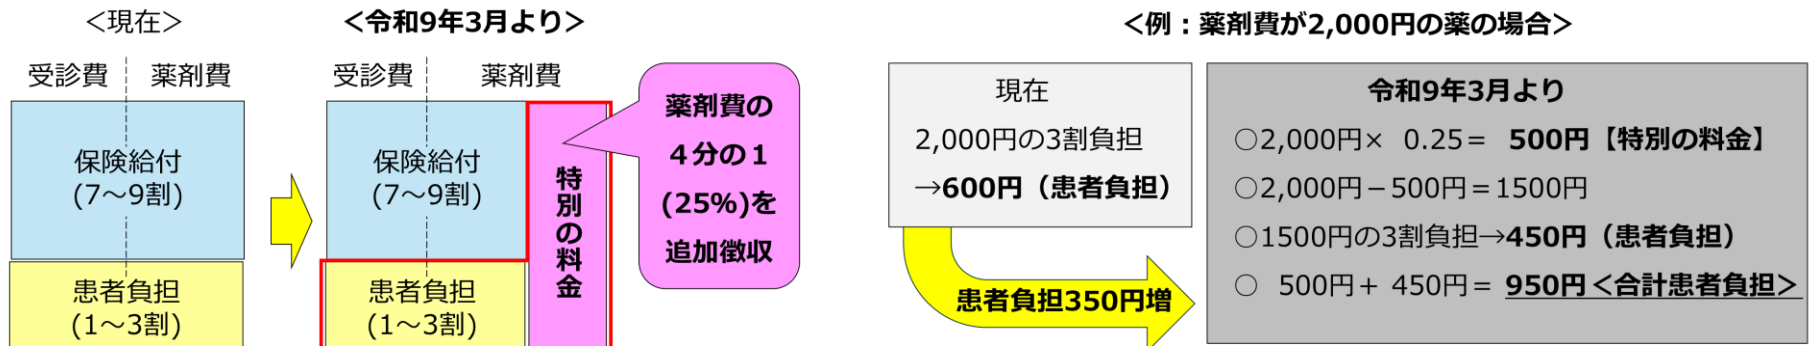 ＜現在＞
受診費 薬剤費
保険給付
(7～9割)
患者負担
(1～3割)
＜令和9年3月より＞
受診費 薬剤費
保険給付
(7～9割)
患者負担
(1～3割)
特別の料金
薬剤費の
４分の１
(25%)を
追加徴収
＜例：薬剤費が2,000円の薬の場合＞
現在
2,000円の3割負担
→600円（患者負担）
患者負担350円増
令和9年3月より
○2,000円× 0.25＝ 500円【特別の料金】
○2,000円－500円＝1500円
○1500円の3割負担→450円（患者負担）
○ 500円＋ 450円＝ 950円＜合計患者負担＞